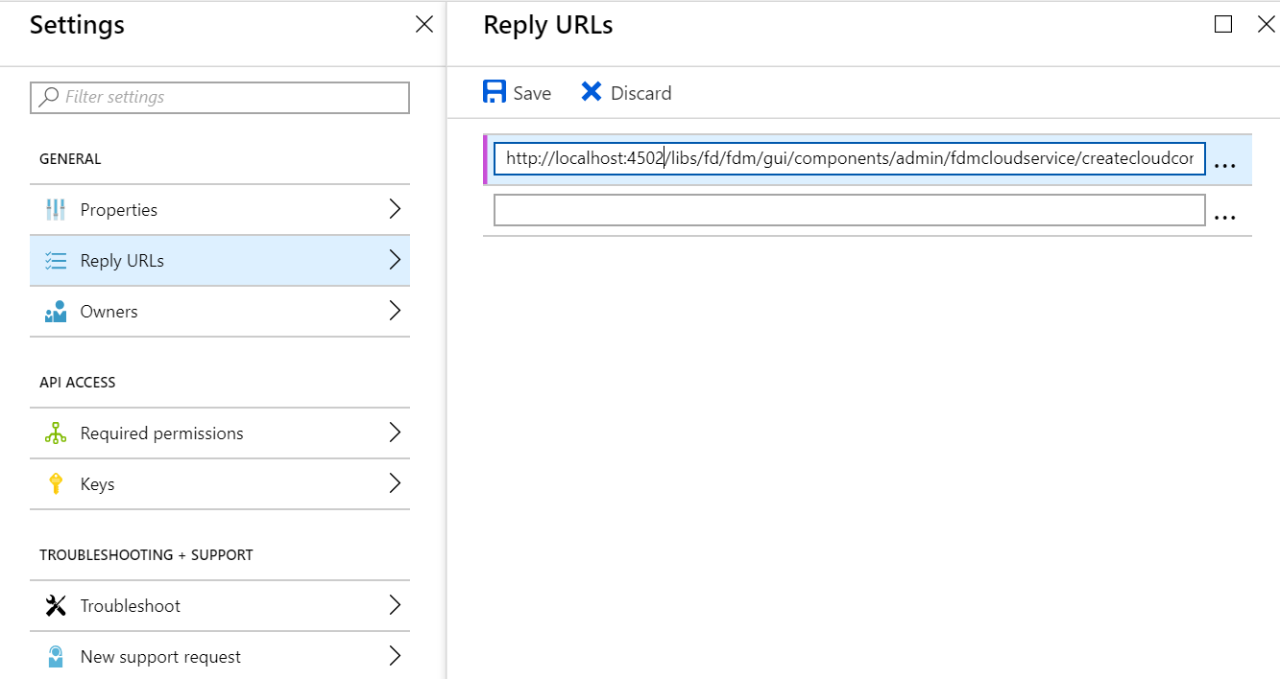 Settings
Filter settings
GENERAL
Properties
Reply URLs
Owners
API ACCESS
Required permissions
Keys
TROUBLESHOOTING + SUPPORT
Troubleshoot
New support request
Reply URLs
Save
Discard
http://localhost:4502/libs/fd/fdm/gui/components/admin/fdmcloudservice/createcloudcor
...
...